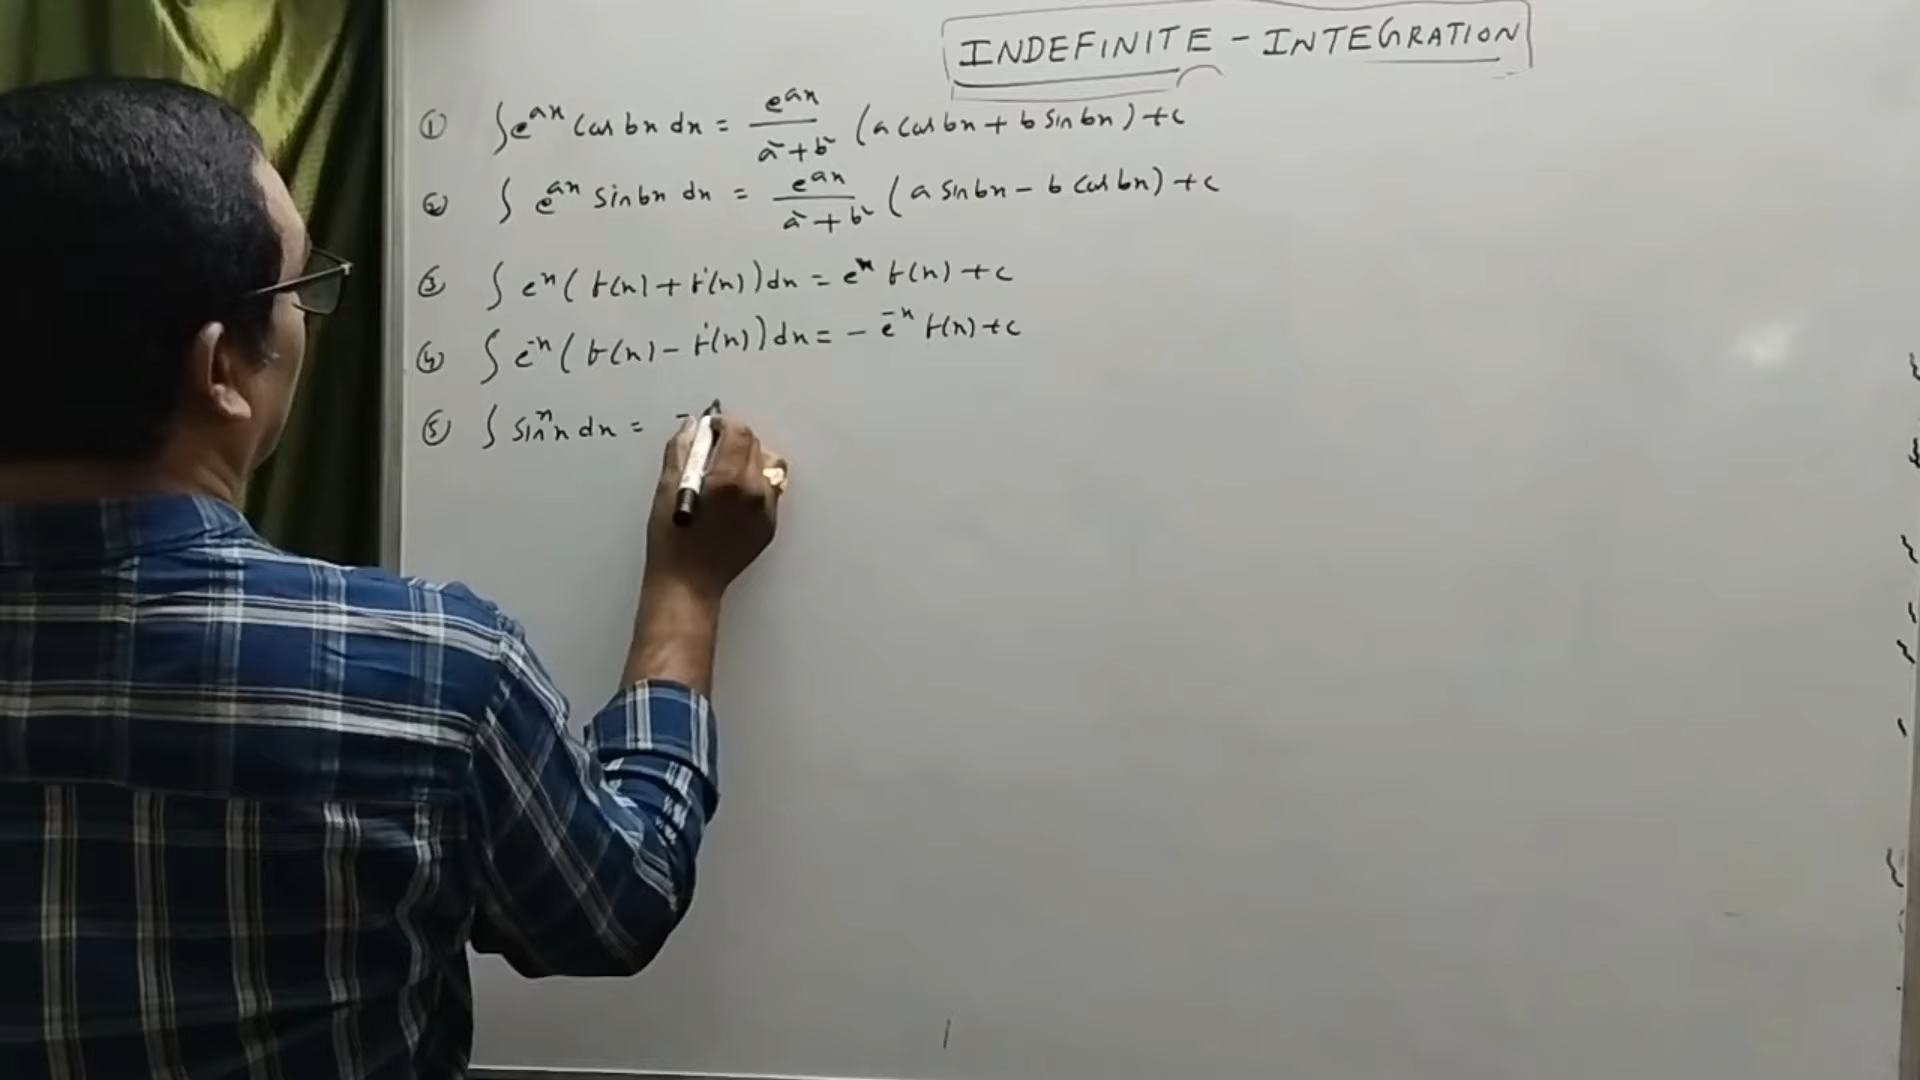 INDEFINITE - INTEGRATION
① ∫e^ax cos bx dx = e^ax / (a²+b²) (a cos bx + b sin bx) + c
② ∫ e^ax sin bx dx = e^ax / (a²+b²) (a sin bx - b cos bx) + c
③ ∫ e^x (f(x) + f'(x)) dx = e^x f(x) + c
④ ∫ e^-x (f(x) - f'(x)) dx = - e^-x f(x) + c
⑤ ∫ sin^n x dx = -